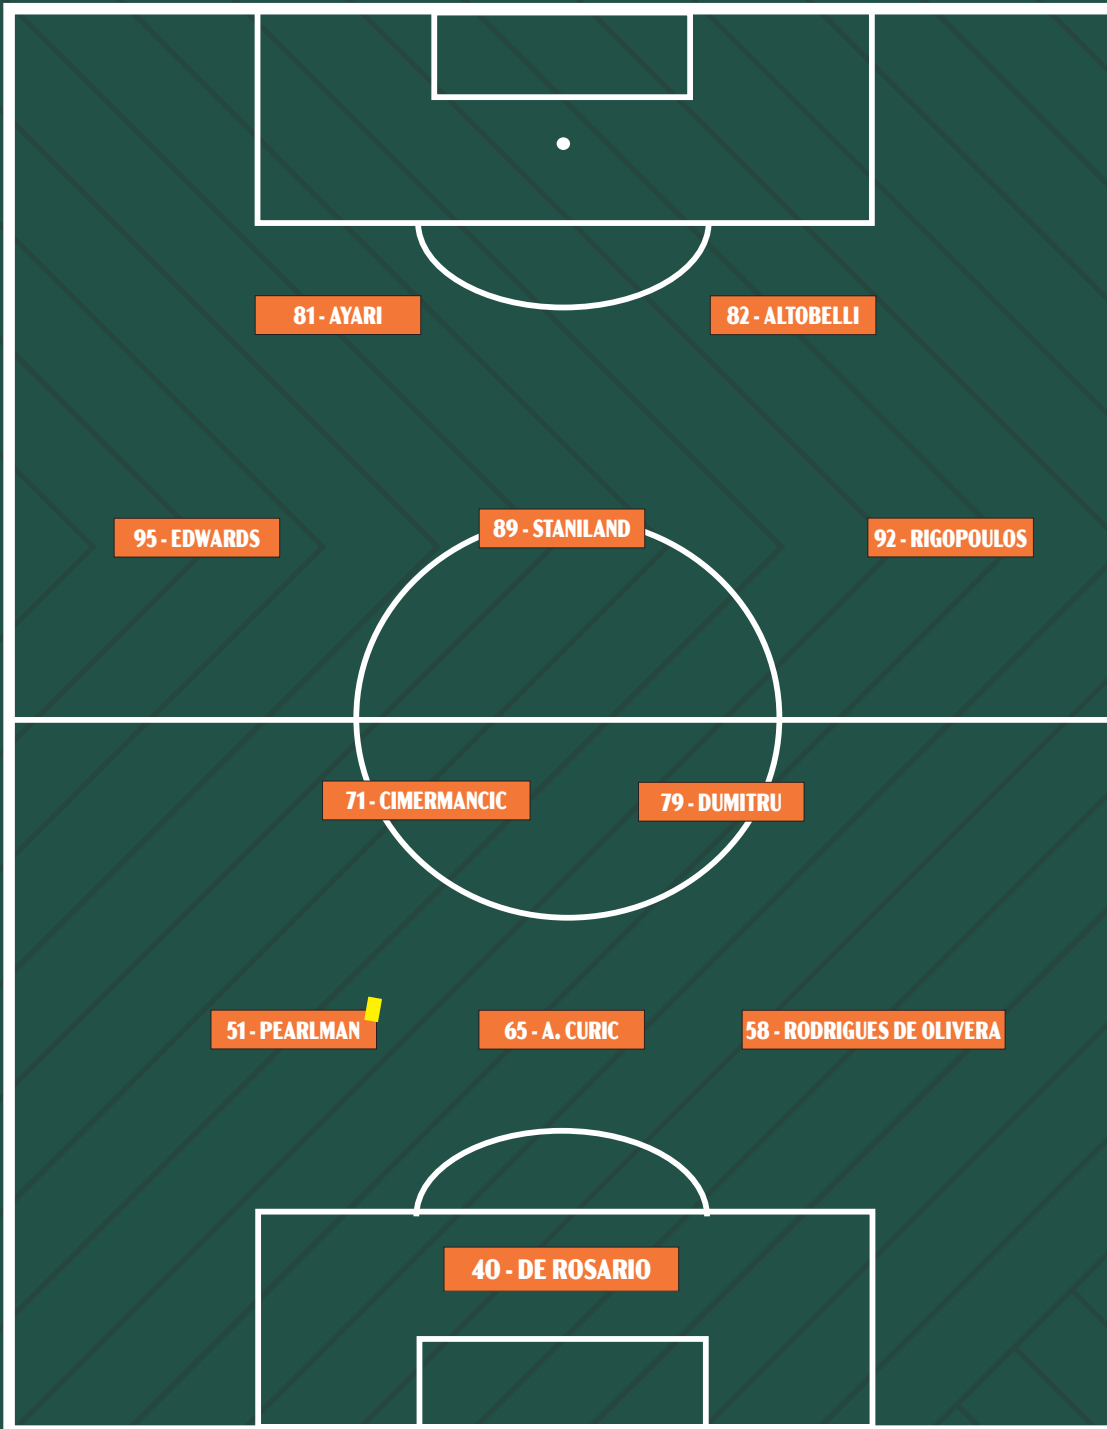 81 - AYARI
82 - ALTOBELLI
95 - EDWARDS
89 - STANILAND
92 - RIGOPOULOS
71 - CIMERMANCIC
79 - DUMITRU
51 - PEARLMAN
65 - A. CURIC
58 - RODRIGUES DE OLIVERA
40 - DE ROSARIO